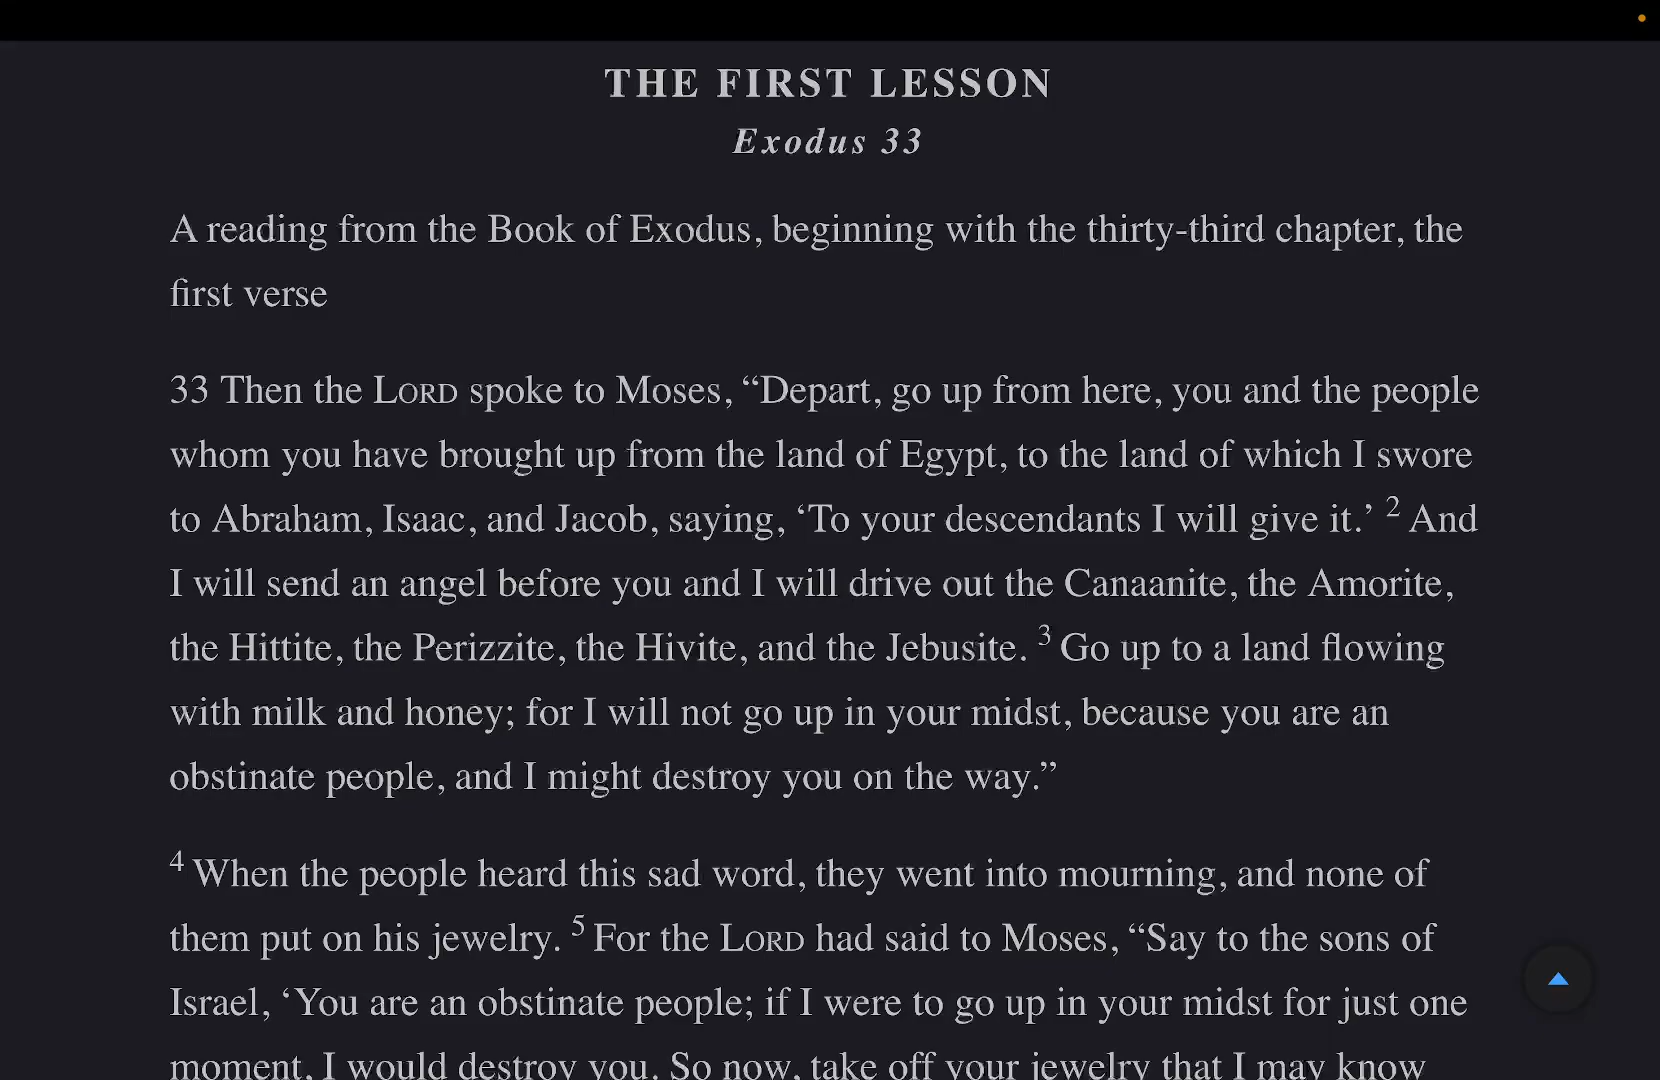 THE FIRST LESSON
Exodus 33
A reading from the Book of Exodus, beginning with the thirty-third chapter, the
first verse
33 Then the LORD spoke to Moses, “Depart, go up from here, you and the people
whom you have brought up from the land of Egypt, to the land of which I swore
to Abraham, Isaac, and Jacob, saying, ‘To your descendants I will give it.’ 2 And
I will send an angel before you and I will drive out the Canaanite, the Amorite,
the Hittite, the Perizzite, the Hivite, and the Jebusite. 3 Go up to a land flowing
with milk and honey; for I will not go up in your midst, because you are an
obstinate people, and I might destroy you on the way.”
4 When the people heard this sad word, they went into mourning, and none of
them put on his jewelry. 5 For the LORD had said to Moses, “Say to the sons of
Israel, ‘You are an obstinate people; if I were to go up in your midst for just one
moment, I would destroy you. So now, take off your jewelry that I may know